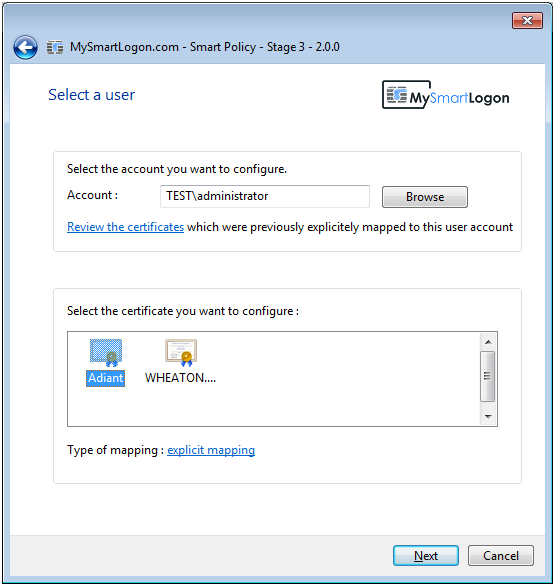 MySmartLogon.com - Smart Policy - Stage 3 - 2.0.0
Select a user
MySmartLogon
Select the account you want to configure.
Account :
TEST\administrator
Browse
Review the certificates which were previously explicitely mapped to this user account
Select the certificate you want to configure :
Adiant
WHEATON....
Type of mapping : explicit mapping
Next
Cancel